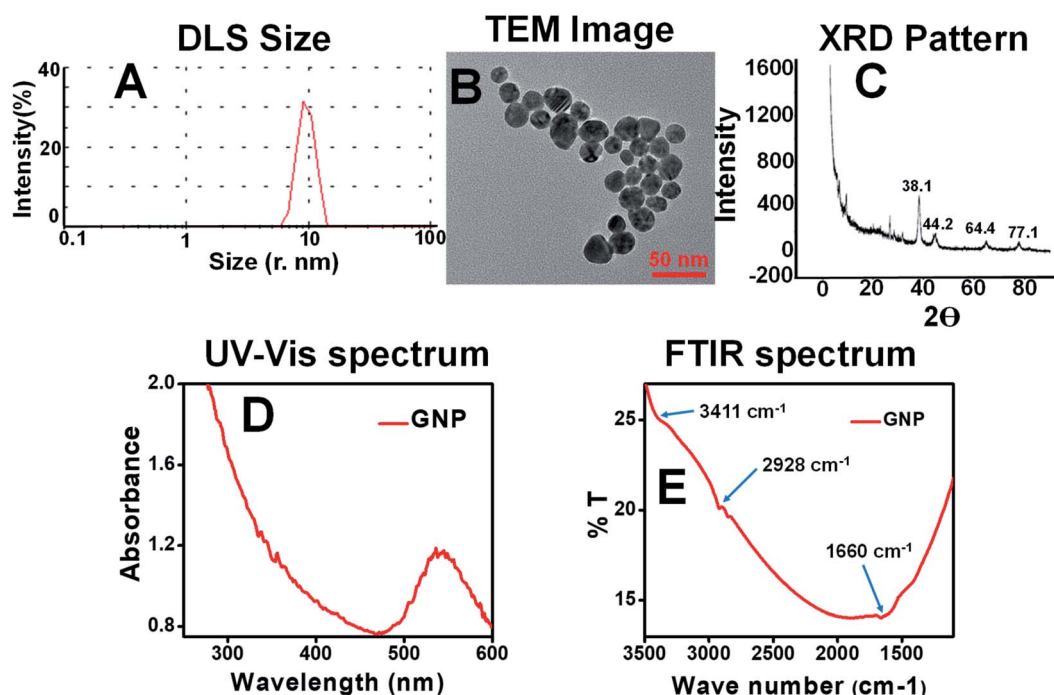 DLS Size
A
Intensity(%)
40
20
0
0.1
1
10
100
Size (r. nm)
TEM Image
B
50 nm
XRD Pattern
C
Intensity
1600
1200
800
400
0
-200
38.1
44.2
64.4
77.1
0
20
40
60
80
2Θ
UV-Vis spectrum
D
GNP
Absorbance
2.0
1.6
1.2
0.8
300
400
500
600
Wavelength (nm)
FTIR spectrum
E
GNP
3411 cm⁻¹
2928 cm⁻¹
1660 cm⁻¹
% T
25
20
15
3500
3000
2500
2000
1500
Wave number (cm-1)